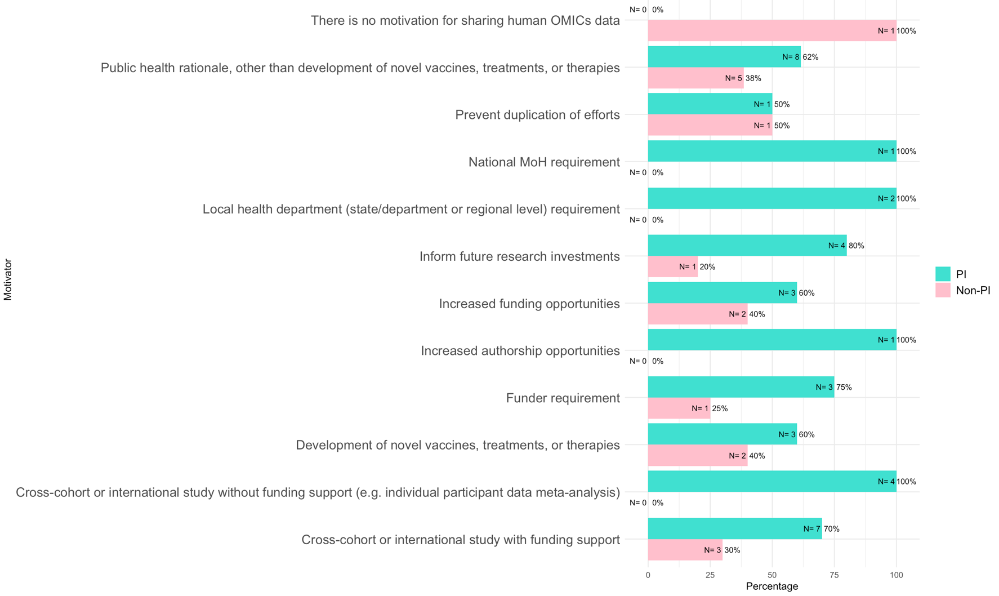 N= 0 0%
There is no motivation for sharing human OMICs data
N= 1 100%
N= 8 62%
Public health rationale, other than development of novel vaccines, treatments, or therapies
N= 5 38%
N= 1 50%
Prevent duplication of efforts
N= 1 50%
N= 1 100%
National MoH requirement
N= 0 0%
N= 2 100%
Local health department (state/department or regional level) requirement
N= 0 0%
N= 4 80%
Inform future research investments
N= 1 20%
N= 3 60%
Increased funding opportunities
N= 2 40%
N= 1 100%
Increased authorship opportunities
N= 0 0%
N= 3 75%
Funder requirement
N= 1 25%
N= 3 60%
Development of novel vaccines, treatments, or therapies
N= 2 40%
N= 4 100%
Cross-cohort or international study without funding support (e.g. individual participant data meta-analysis)
N= 0 0%
N= 7 70%
Cross-cohort or international study with funding support
N= 3 30%
0 25 50 75 100
Percentage
Motivator
PI
Non-PI